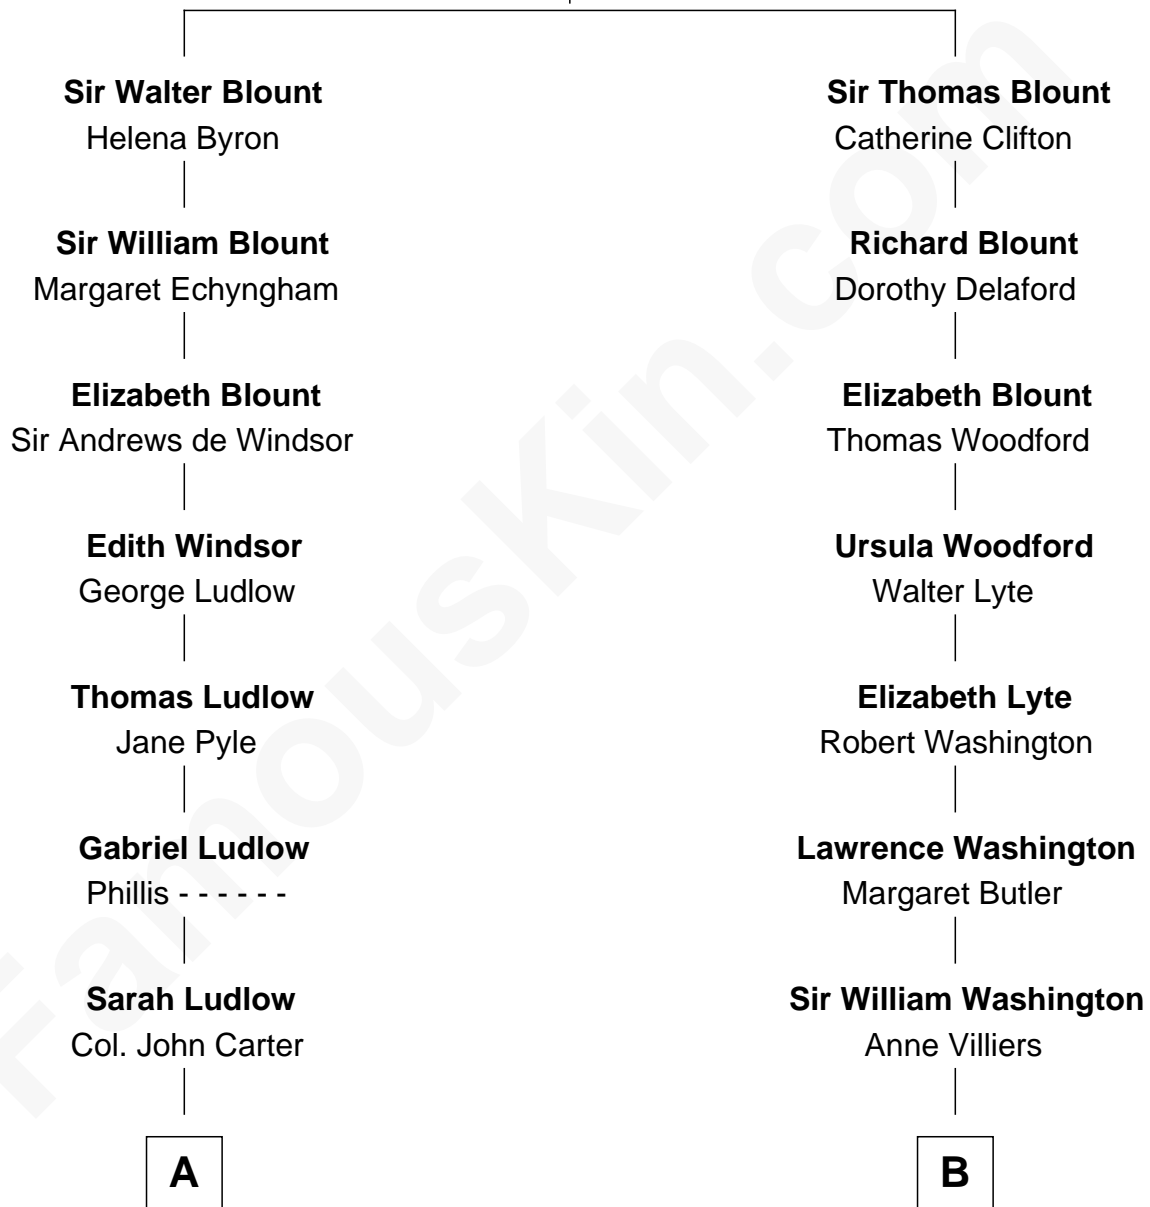 Sir Walter Blount
Helena Byron
Sir William Blount
Margaret Echyngham
Elizabeth Blount
Sir Andrews de Windsor
Edith Windsor
George Ludlow
Thomas Ludlow
Jane Pyle
Gabriel Ludlow
Phillis - - - - - -
Sarah Ludlow
Col. John Carter
A
Sir Thomas Blount
Catherine Clifton
Richard Blount
Dorothy Delaford
Elizabeth Blount
Thomas Woodford
Ursula Woodford
Walter Lyte
Elizabeth Lyte
Robert Washington
Lawrence Washington
Margaret Butler
Sir William Washington
Anne Villiers
B
FamousKin.com